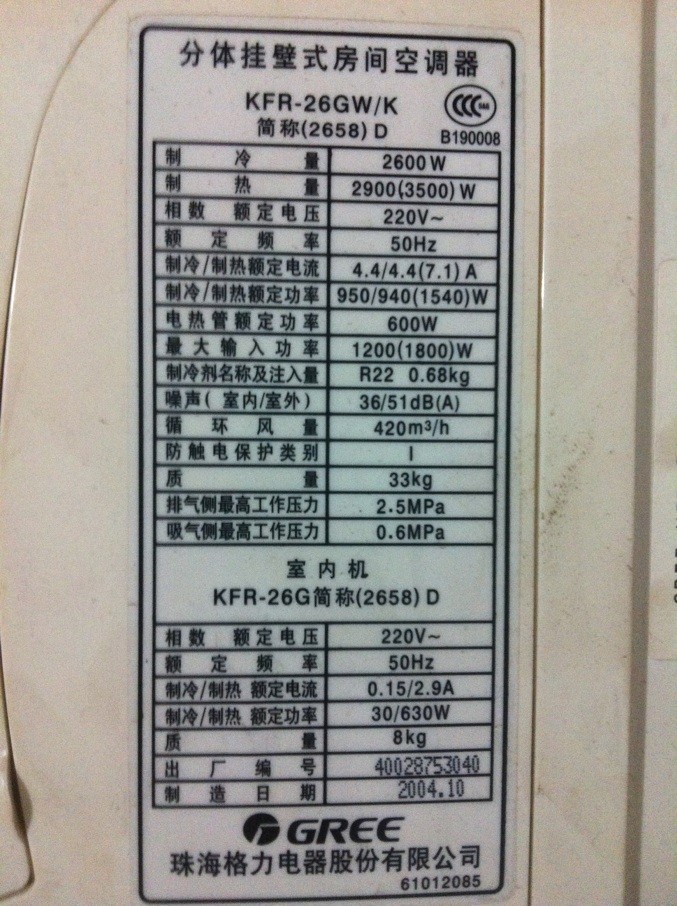 分体挂壁式房间空调器
KFR-26GW/K
简称(2658) D
B190008
制 冷 量 2600W
制 热 量 2900(3500)W
相数 额定电压 220V~
额 定 频 率 50Hz
制冷/制热额定电流 4.4/4.4(7.1)A
制冷/制热额定功率 950/940(1540)W
电热管额定功率 600W
最大输入功率 1200(1800)W
制冷剂名称及注入量 R22 0.68kg
噪声( 室内/室外) 36/51dB(A)
循 环 风 量 420m³/h
防触电保护类别 I
质 量 33kg
排气侧最高工作压力 2.5MPa
吸气侧最高工作压力 0.6MPa
室内机
KFR-26G简称(2658) D
相数 额定电压 220V~
额 定 频 率 50Hz
制冷/制热 额定电流 0.15/2.9A
制冷/制热 额定功率 30/630W
质 量 8kg
出 厂 编 号 40028753040
制 造 日 期 2004.10
GREE
珠海格力电器股份有限公司
61012085